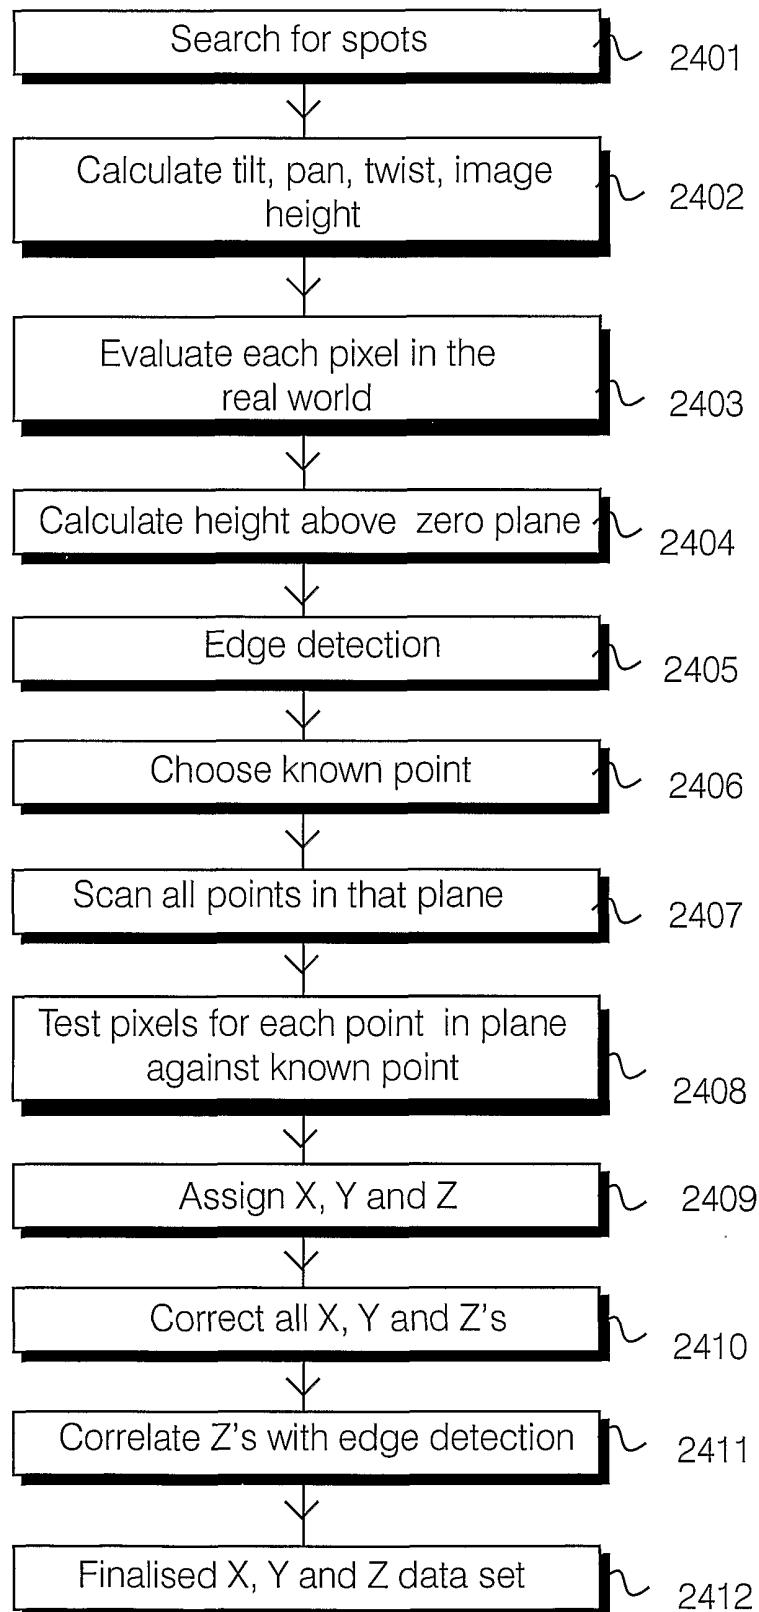 Search for spots
2401
Calculate tilt, pan, twist, image
height
2402
Evaluate each pixel in the
real world
2403
Calculate height above zero plane
2404
Edge detection
2405
Choose known point
2406
Scan all points in that plane
2407
Test pixels for each point in plane
against known point
2408
Assign X, Y and Z
2409
Correct all X, Y and Z's
2410
Correlate Z's with edge detection
2411
Finalised X, Y and Z data set
2412